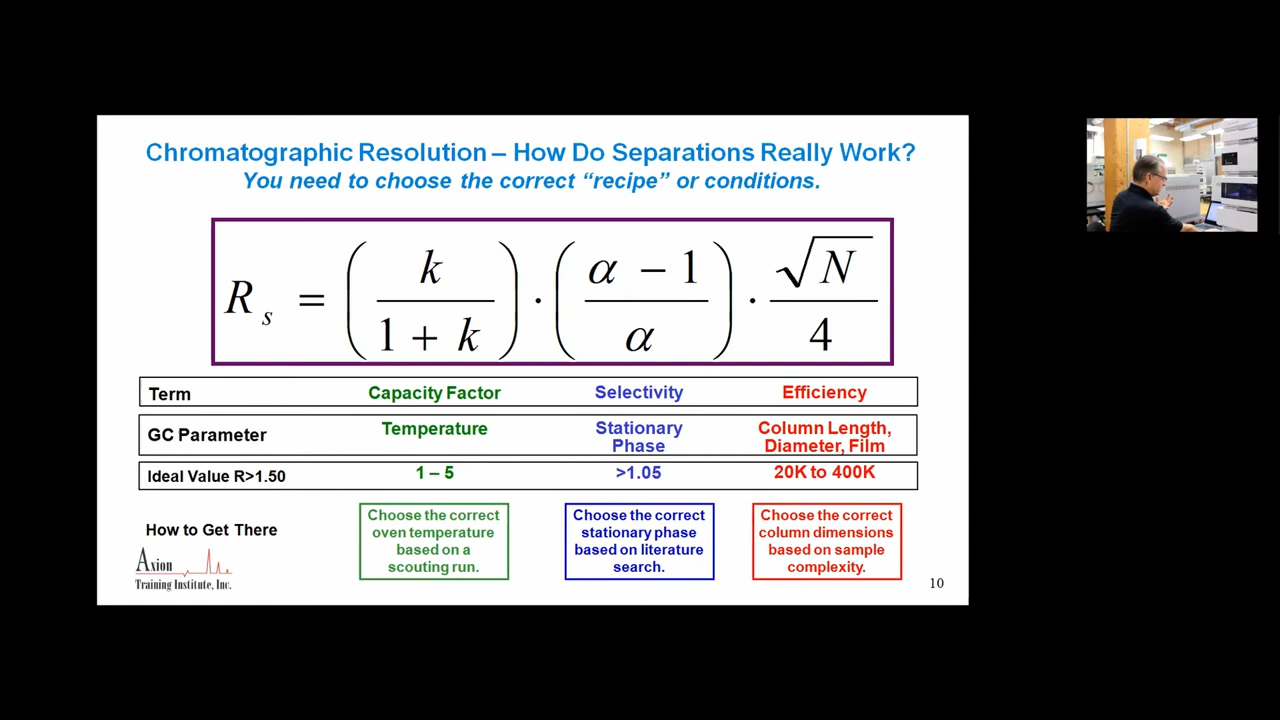 Chromatographic Resolution – How Do Separations Really Work?
You need to choose the correct “recipe” or conditions.
R s = ( k / 1 + k ) · ( α − 1 / α ) · √N / 4
Term Capacity Factor Selectivity Efficiency
GC Parameter Temperature Stationary Phase Column Length, Diameter, Film
Ideal Value R>1.50 1 – 5 >1.05 20K to 400K
How to Get There
Choose the correct
oven temperature
based on a
scouting run.
Choose the correct
stationary phase
based on literature
search.
Choose the correct
column dimensions
based on sample
complexity.
Axion
Training Institute, Inc.
10